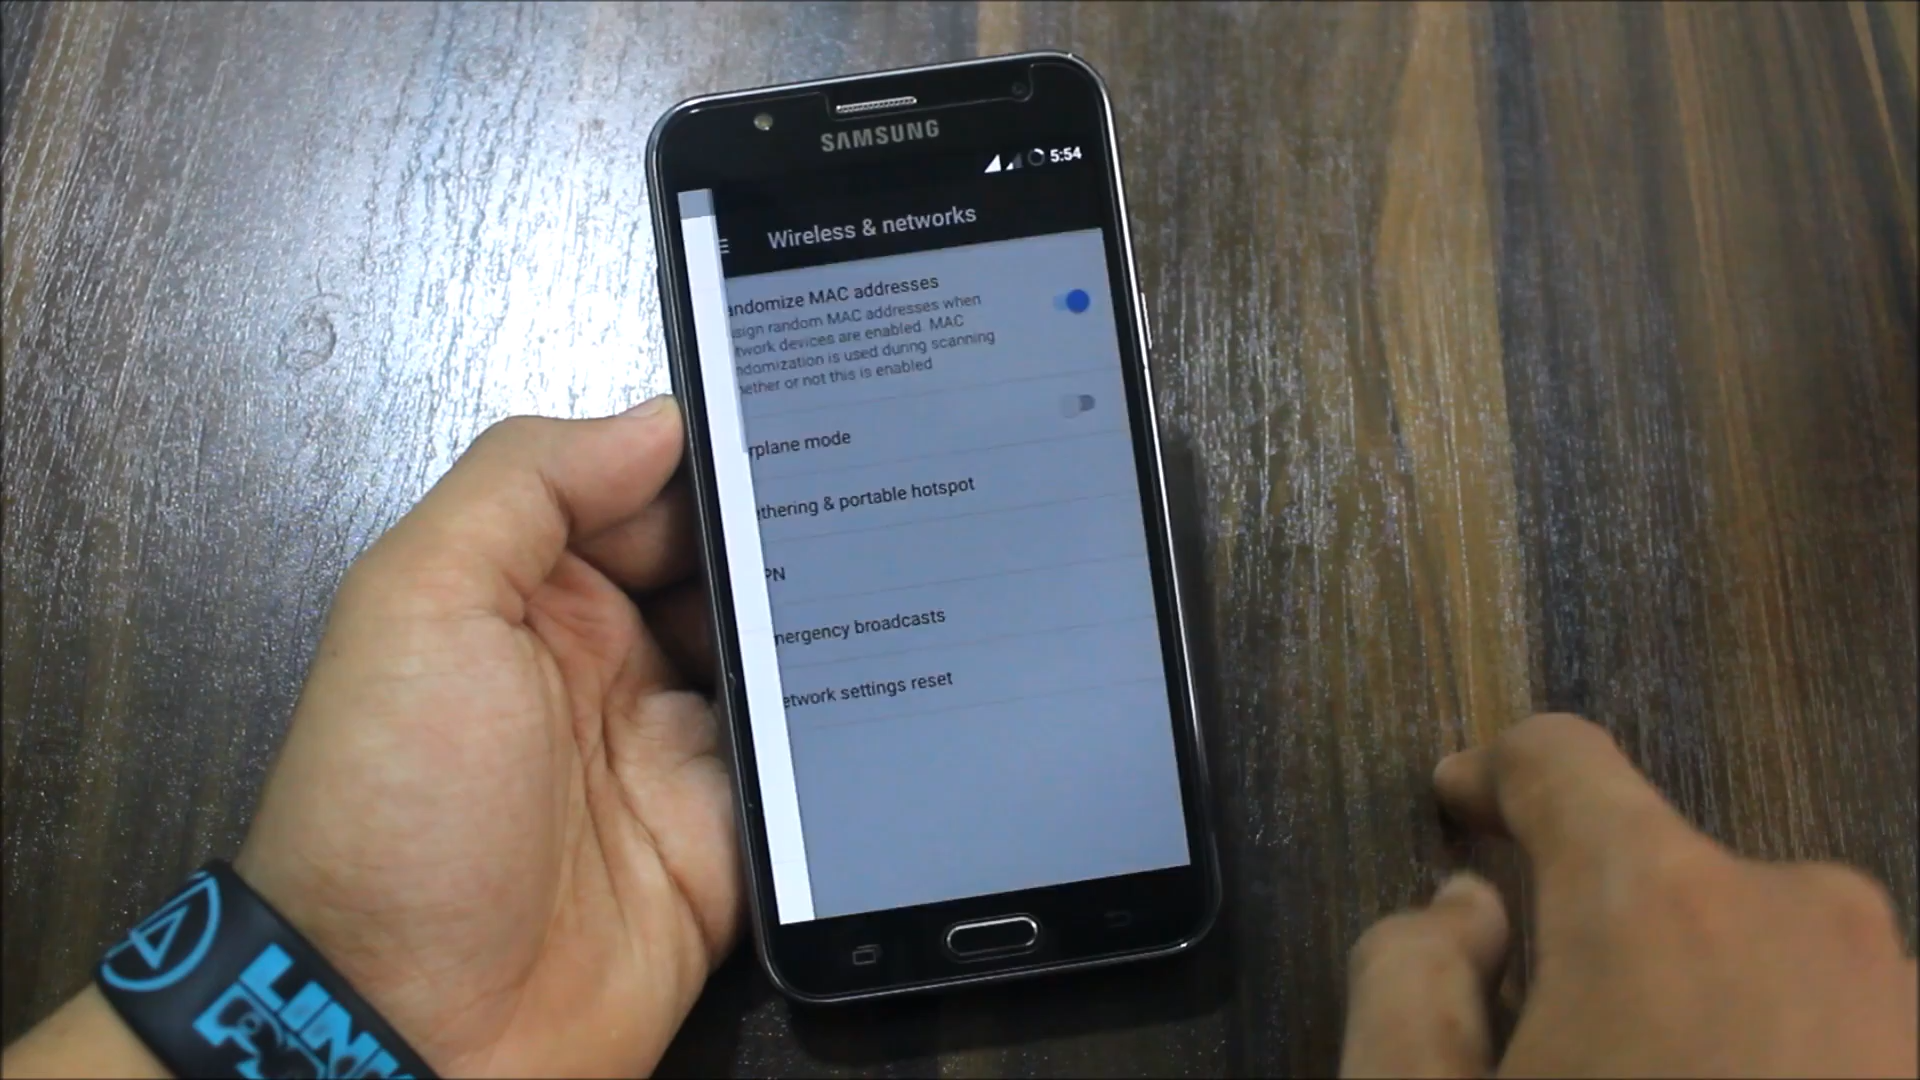 SAMSUNG
5:54
Wireless & networks
andomize MAC addresses
sign random MAC addresses when
twork devices are enabled. MAC
ndomization is used during scanning
ether or not this is enabled
rplane mode
thering & portable hotspot
PN
mergency broadcasts
etwork settings reset
LINK